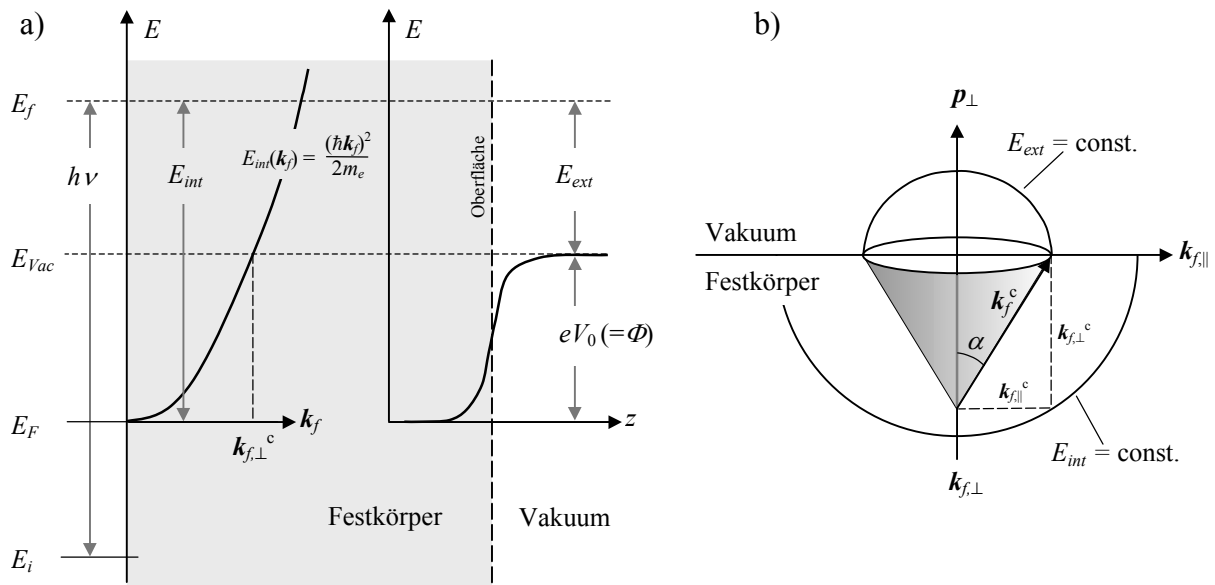 a)
E
E
E_f
hν
E_int
E_int(k_f) = (ħk_f)² / 2m_e
Oberfläche
E_ext
E_Vac
eV₀ (=Φ)
E_F
k_f
z
k_f,⊥^c
Festkörper
Vakuum
E_i
b)
p_⊥
E_ext = const.
Vakuum
k_f,||
Festkörper
k_f^c
α
k_f,⊥^c
k_f,||^c
E_int = const.
k_f,⊥